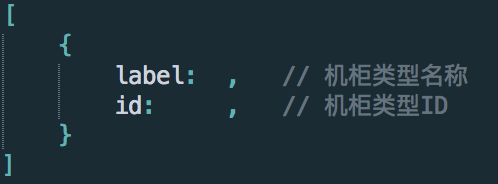 [
{
label: , // 机柜类型名称
id: , // 机柜类型ID
}
]